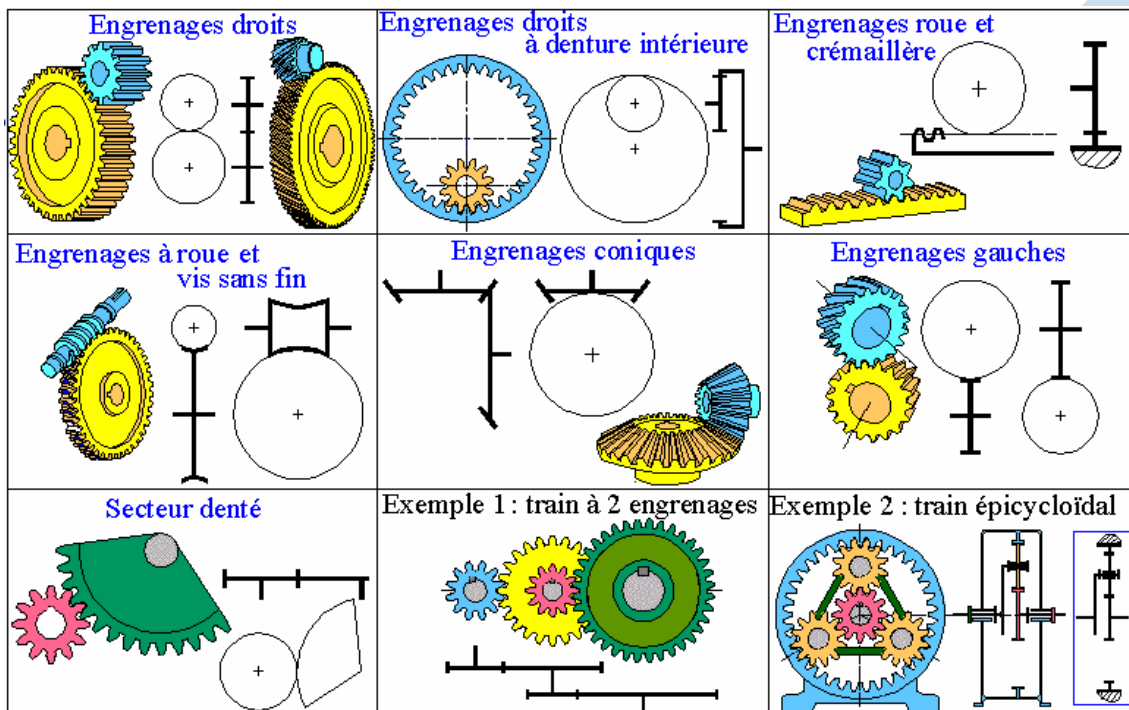 Engrenages droits
Engrenages droits
à denture intérieure
Engrenages roue et
crémaillère
Engrenages à roue et
vis sans fin
Engrenages coniques
Engrenages gauches
Secteur denté
Exemple 1 : train à 2 engrenages
Exemple 2 : train épicycloïdal